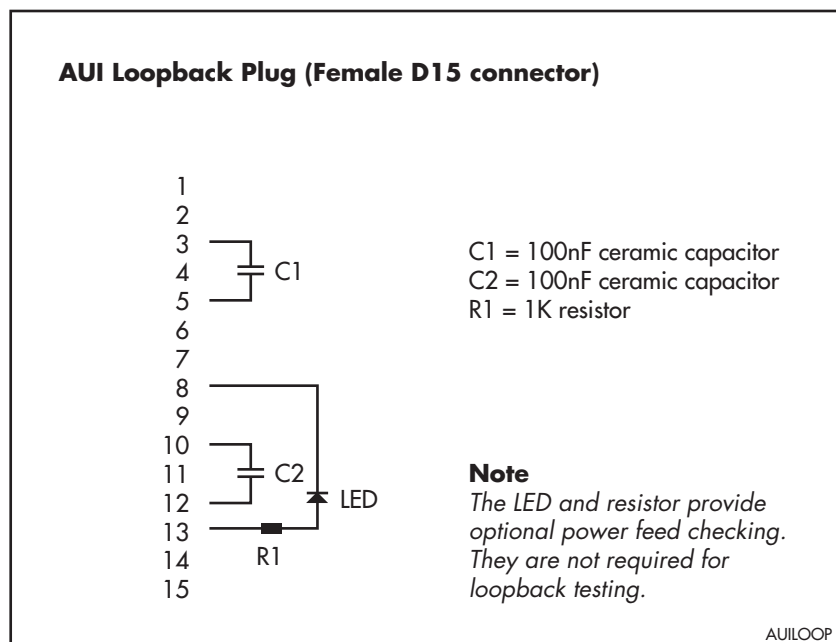 AUI Loopback Plug (Female D15 connector)
1
2
3
4
5
6
7
8
9
10
11
12
13
14
15
C1
C2
LED
R1
C1 = 100nF ceramic capacitor
C2 = 100nF ceramic capacitor
R1 = 1K resistor
Note
The LED and resistor provide
optional power feed checking.
They are not required for
loopback testing.
AUILOOP